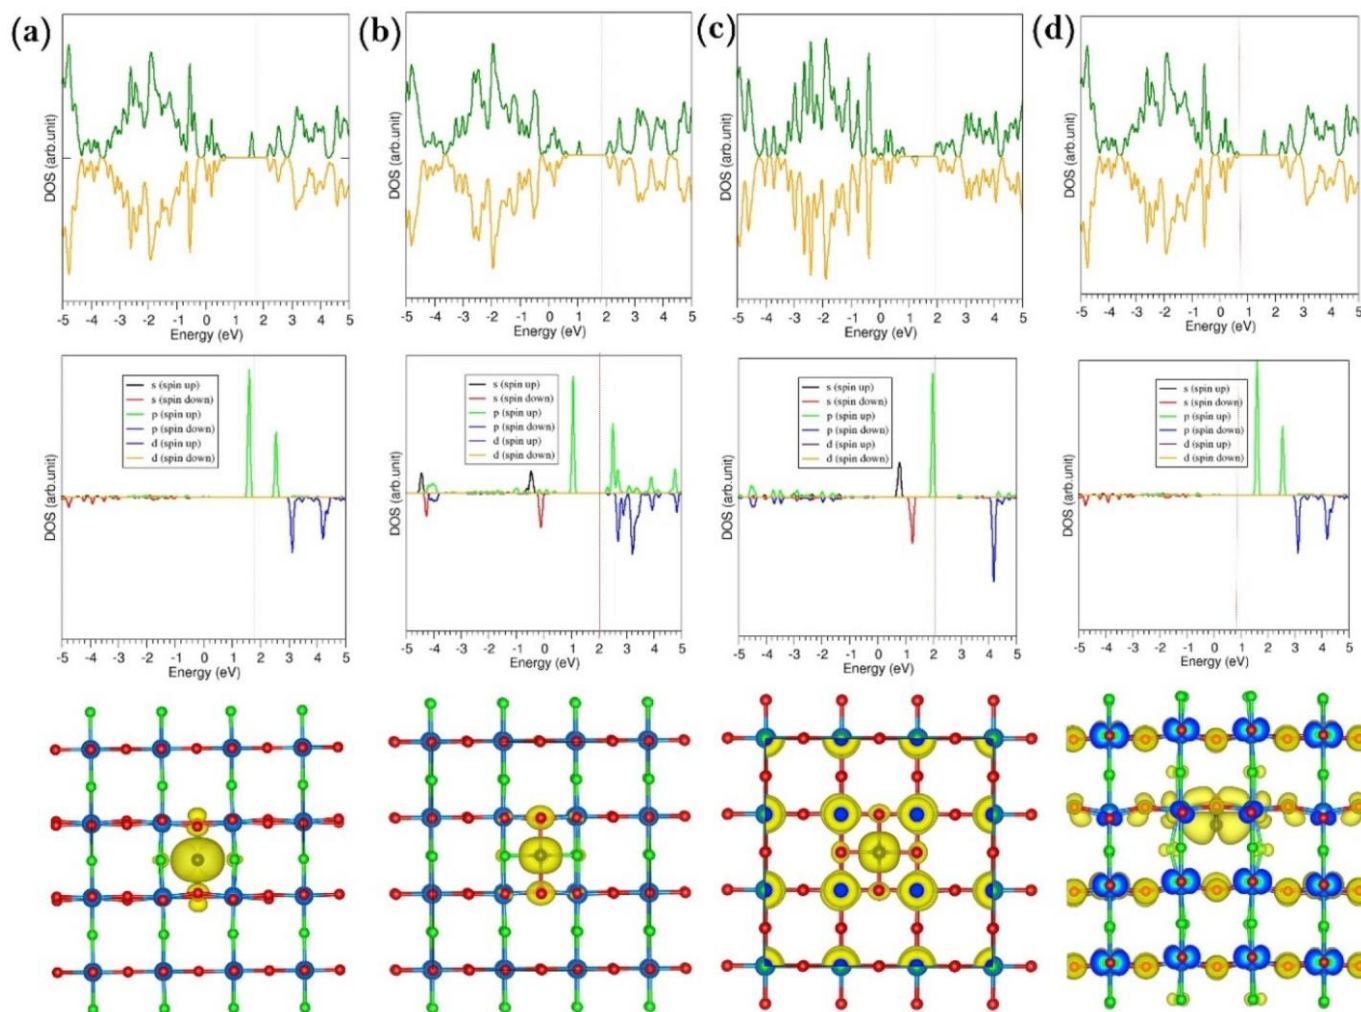 (a) (b) (c) (d)
DOS (arb.unit) DOS (arb.unit) DOS (arb.unit) DOS (arb.unit)
-5 -4 -3 -2 -1 0 1 2 3 4 5 -5 -4 -3 -2 -1 0 1 2 3 4 5 -5 -4 -3 -2 -1 0 1 2 3 4 5 -5 -4 -3 -2 -1 0 1 2 3 4 5
Energy (eV) Energy (eV) Energy (eV) Energy (eV)
s (spin up) s (spin up) s (spin up) s (spin up)
s (spin down) s (spin down) s (spin down) s (spin down)
p (spin up) p (spin up) p (spin up) p (spin up)
p (spin down) p (spin down) p (spin down) p (spin down)
d (spin up) d (spin up) d (spin up) d (spin up)
d (spin down) d (spin down) d (spin down) d (spin down)
DOS (arb.unit) DOS (arb.unit) DOS (arb.unit) DOS (arb.unit)
-5 -4 -3 -2 -1 0 1 2 3 4 5 -5 -4 -3 -2 -1 0 1 2 3 4 5 -5 -4 -3 -2 -1 0 1 2 3 4 5 -5 -4 -3 -2 -1 0 1 2 3 4 5
Energy (eV) Energy (eV) Energy (eV) Energy (eV)